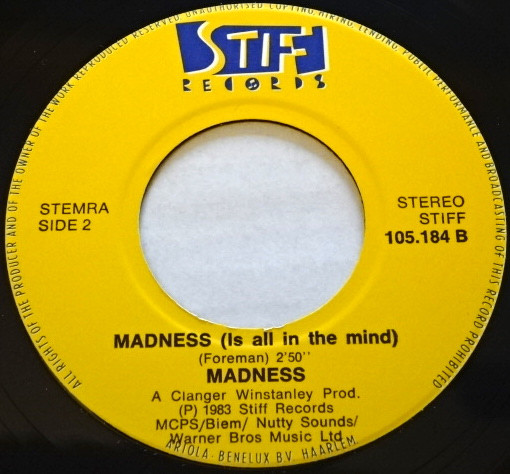 STIFF
RECORDS
ALL RIGHTS OF THE PRODUCER AND OF THE OWNER OF THE WORK REPRODUCED RESERVED UNAUTHORISED COPYING HIRING LENDING PUBLIC PERFORMANCE AND BROADCASTING OF THIS RECORD PROHIBITED
STEMRA
SIDE 2
STEREO
STIFF
105.184 B
MADNESS (Is all in the mind)
(Foreman) 2'50''
MADNESS
A Clanger Winstanley Prod.
(P) 1983 Stiff Records
MCPS/Biem/ Nutty Sounds/
Warner Bros Music Ltd
ARIOLA-BENELUX B.V. HAARLEM